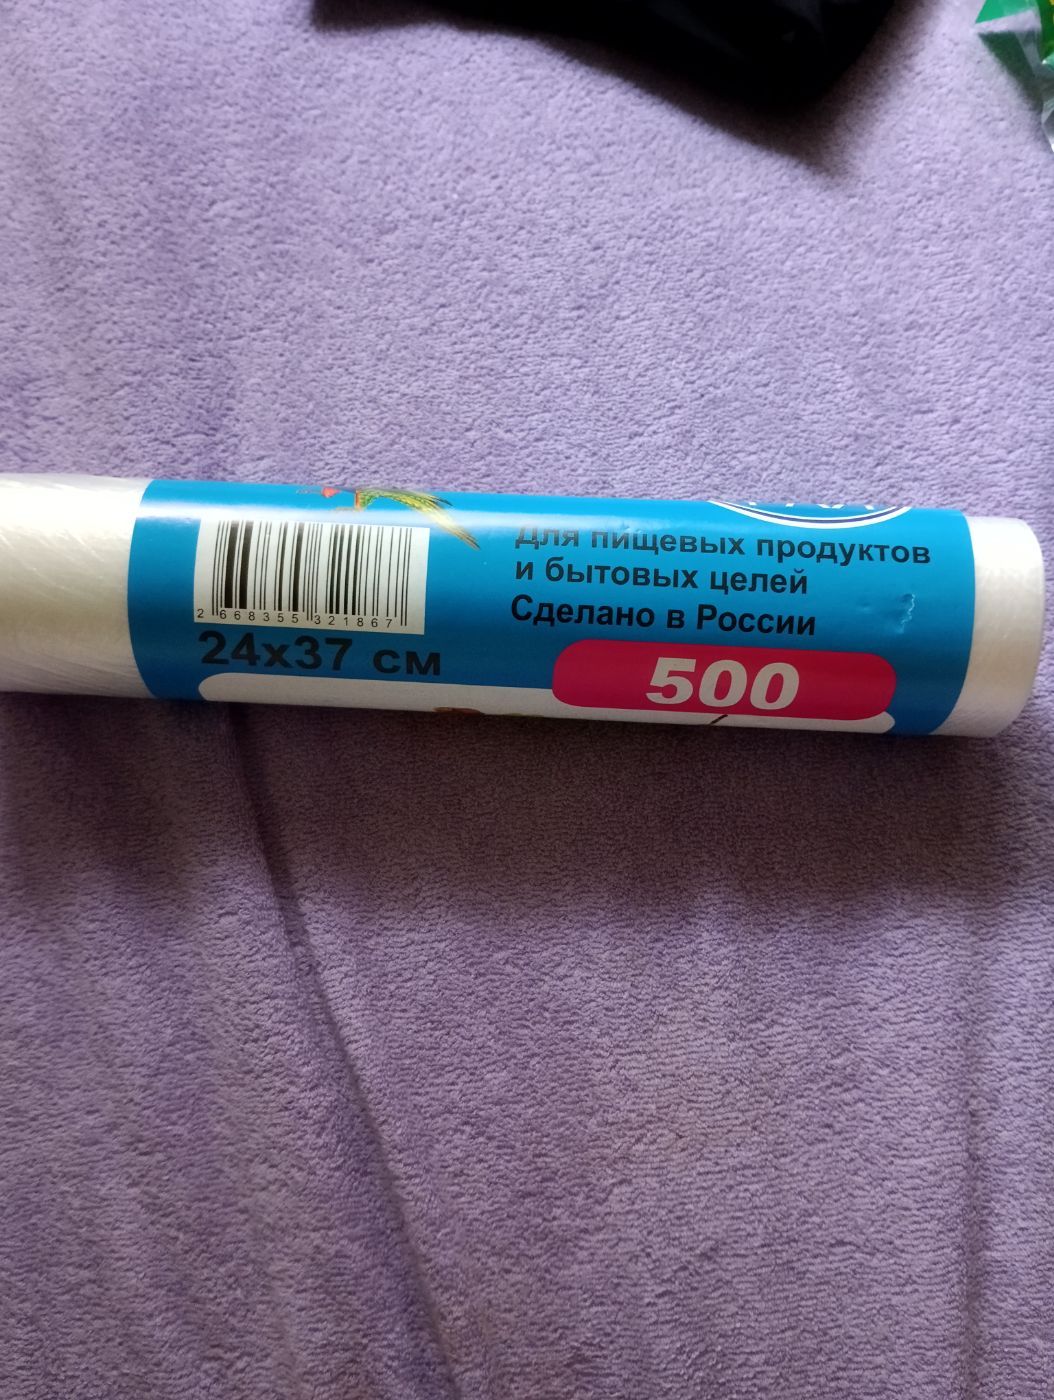 Для пищевых продуктов
и бытовых целей
Сделано в России
2 668355 321867
24x37 см
500